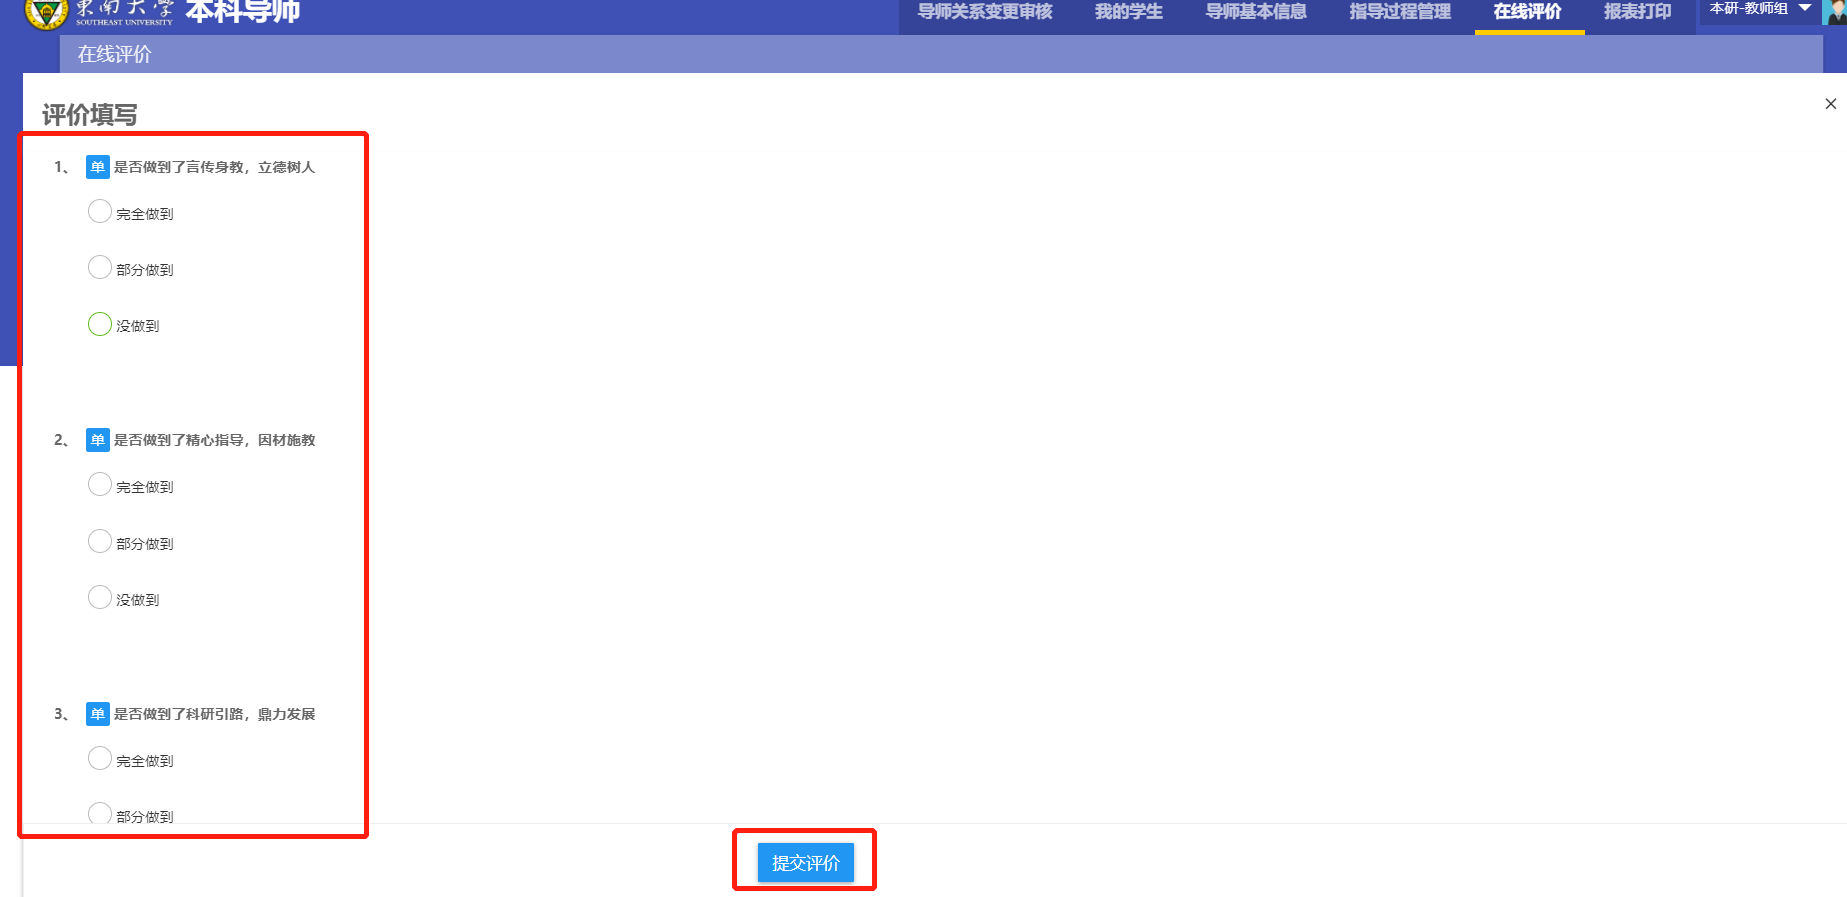 東南大學
SOUTHEAST UNIVERSITY
本科导师
导师关系变更审核
我的学生
导师基本信息
指导过程管理
在线评价
报表打印
本研-教师组
在线评价
评价填写
×
1、 单 是否做到了言传身教，立德树人
完全做到
部分做到
没做到
2、 单 是否做到了精心指导，因材施教
完全做到
部分做到
没做到
3、 单 是否做到了科研引路，鼎力发展
完全做到
部分做到
提交评价